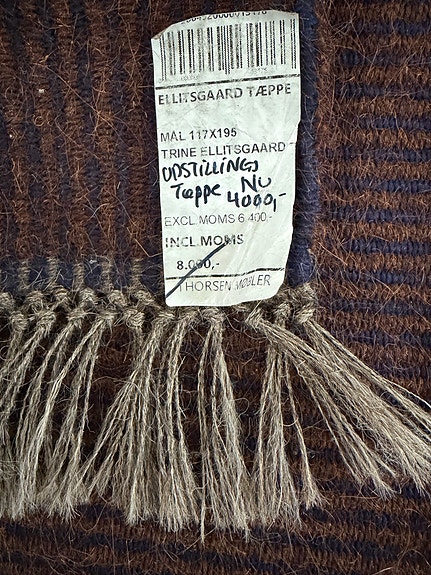 ELLITSGAARD TÆPPE
MÅL 117X195
TRINE ELLITSGAARD
UDSTILLINGS
Tæppe NU
4000,-
EXCL MOMS 6.400.-
INCL MOMS
8.000,-
THORSEN MØBLER